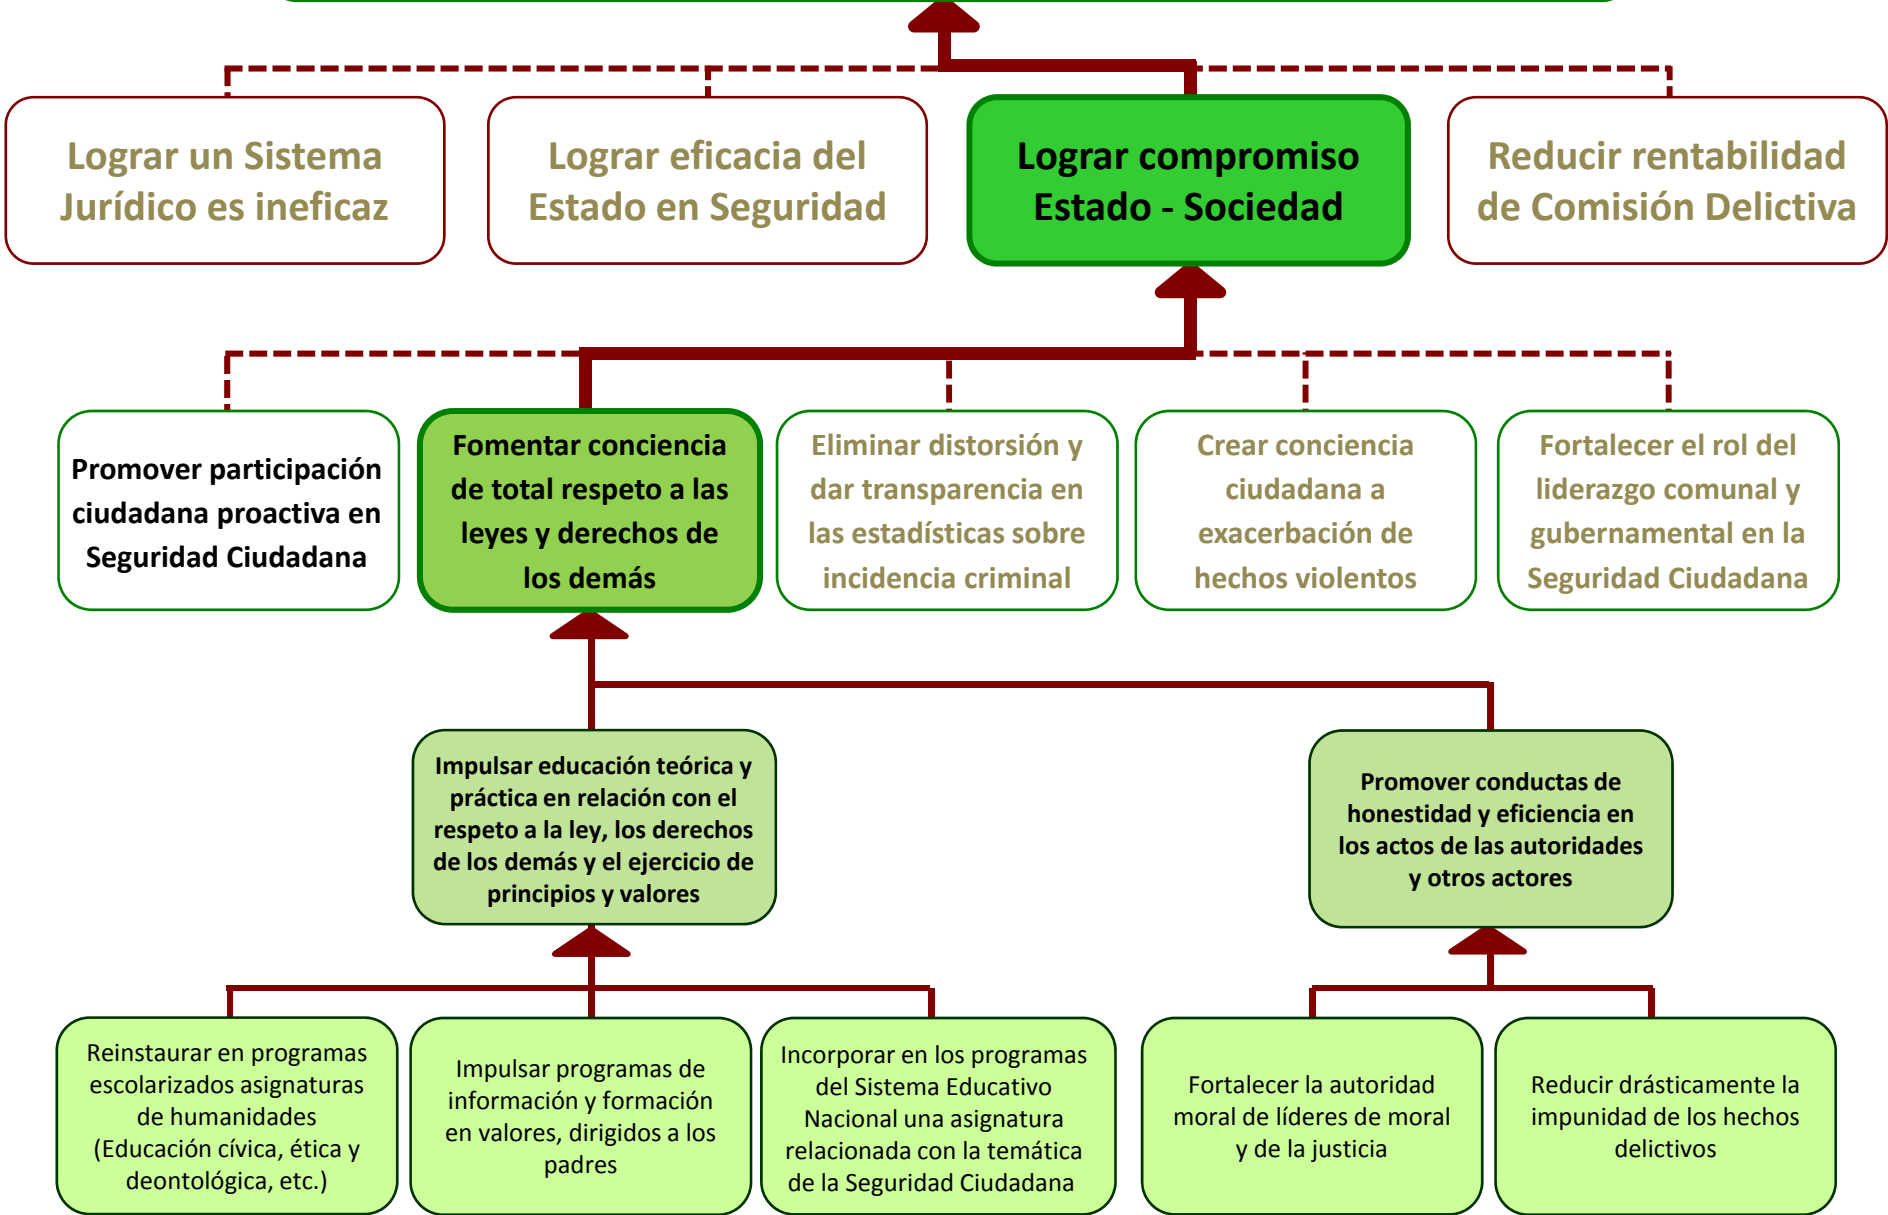 Lograr un Sistema
Jurídico es ineficaz
Lograr eficacia del
Estado en Seguridad
Lograr compromiso
Estado - Sociedad
Reducir rentabilidad
de Comisión Delictiva
Promover participación
ciudadana proactiva en
Seguridad Ciudadana
Fomentar conciencia
de total respeto a las
leyes y derechos de
los demás
Eliminar distorsión y
dar transparencia en
las estadísticas sobre
incidencia criminal
Crear conciencia
ciudadana a
exacerbación de
hechos violentos
Fortalecer el rol del
liderazgo comunal y
gubernamental en la
Seguridad Ciudadana
Impulsar educación teórica y
práctica en relación con el
respeto a la ley, los derechos
de los demás y el ejercicio de
principios y valores
Promover conductas de
honestidad y eficiencia en
los actos de las autoridades
y otros actores
Reinstaurar en programas
escolarizados asignaturas
de humanidades
(Educación cívica, ética y
deontológica, etc.)
Impulsar programas de
información y formación
en valores, dirigidos a los
padres
Incorporar en los programas
del Sistema Educativo
Nacional una asignatura
relacionada con la temática
de la Seguridad Ciudadana
Fortalecer la autoridad
moral de líderes de moral
y de la justicia
Reducir drásticamente la
impunidad de los hechos
delictivos